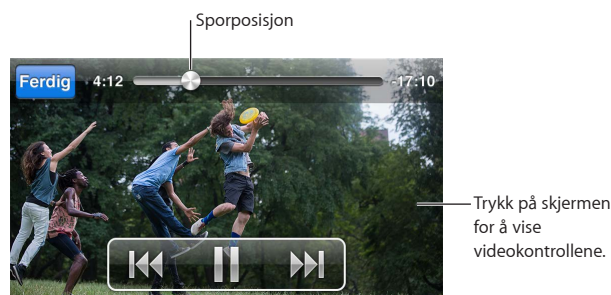 Sporposisjon
Ferdig 4:12 -17:10
Trykk på skjermen
for å vise
videokontrollene.